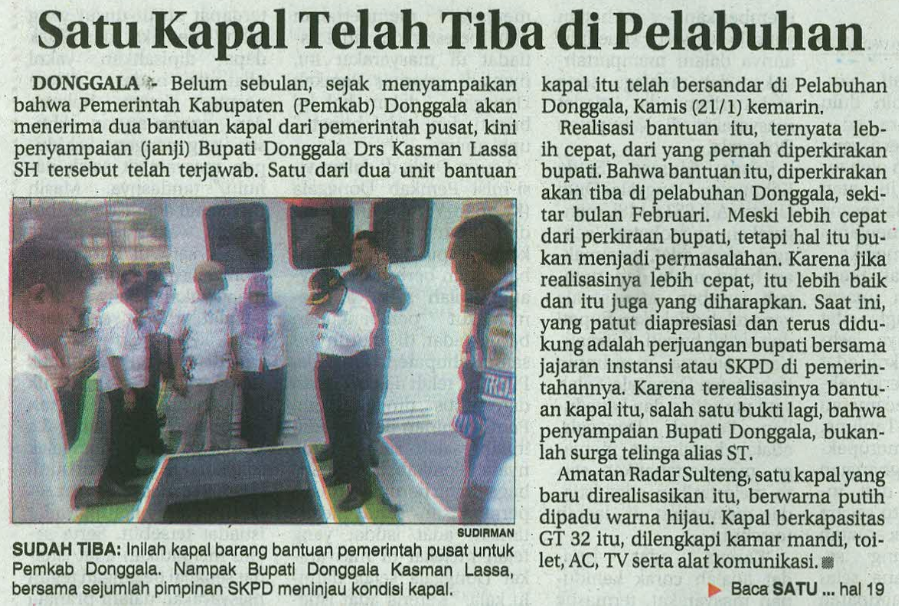 Satu Kapal Telah Tiba di Pelabuhan
DONGGALA - Belum sebulan, sejak menyampaikan
bahwa Pemerintah Kabupaten (Pemkab) Donggala akan
menerima dua bantuan kapal dari pemerintah pusat, kini
penyampaian (janji) Bupati Donggala Drs Kasman Lassa
SH tersebut telah terjawab. Satu dari dua unit bantuan
SUDIRMAN
SUDAH TIBA: Inilah kapal barang bantuan pemerintah pusat untuk
Pemkab Donggala. Nampak Bupati Donggala Kasman Lassa,
bersama sejumlah pimpinan SKPD meninjau kondisi kapal.
kapal itu telah bersandar di Pelabuhan
Donggala, Kamis (21/1) kemarin.
Realisasi bantuan itu, ternyata leb-
ih cepat, dari yang pernah diperkirakan
bupati. Bahwa bantuan itu, diperkirakan
akan tiba di pelabuhan Donggala, seki-
tar bulan Februari. Meski lebih cepat
dari perkiraan bupati, tetapi hal itu bu-
kan menjadi permasalahan. Karena jika
realisasinya lebih cepat, itu lebih baik
dan itu juga yang diharapkan. Saat ini,
yang patut diapresiasi dan terus didu-
kung adalah perjuangan bupati bersama
jajaran instansi atau SKPD di pemerin-
tahannya. Karena terealisasinya bantu-
an kapal itu, salah satu bukti lagi, bahwa
penyampaian Bupati Donggala, bukan-
lah surga telinga alias ST.
Amatan Radar Sulteng, satu kapal yang
baru direalisasikan itu, berwarna putih
dipadu warna hijau. Kapal berkapasitas
GT 32 itu, dilengkapi kamar mandi, toi-
let, AC, TV serta alat komunikasi.
Baca SATU ... hal 19